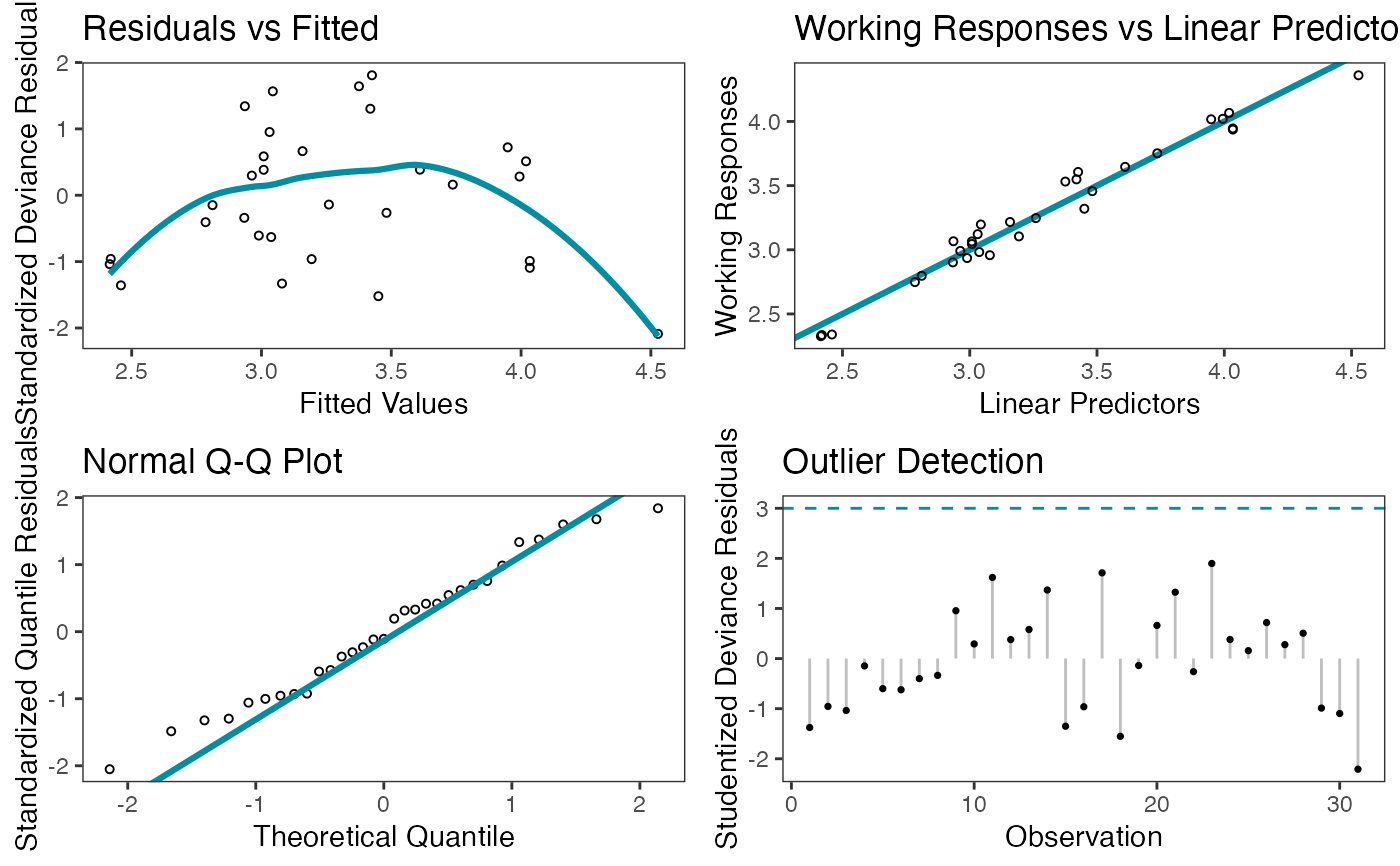 Residuals vs Fitted
Standardized Deviance Residual
2
1
0
-1
-2
2.5 3.0 3.5 4.0 4.5
Fitted Values
Working Responses vs Linear Predicto
Working Responses
4.0
3.5
3.0
2.5
2.5 3.0 3.5 4.0 4.5
Linear Predictors
Normal Q-Q Plot
Standardized Quantile Residuals
2
1
0
-1
-2
-2 -1 0 1 2
Theoretical Quantile
Outlier Detection
Studentized Deviance Residuals
3
2
1
0
-1
-2
0 10 20 30
Observation